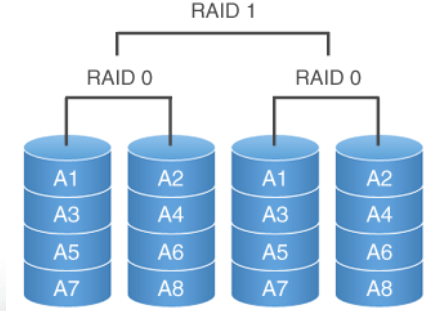 RAID 1
RAID 0 RAID 0
A1 A2 A1 A2
A3 A4 A3 A4
A5 A6 A5 A6
A7 A8 A7 A8